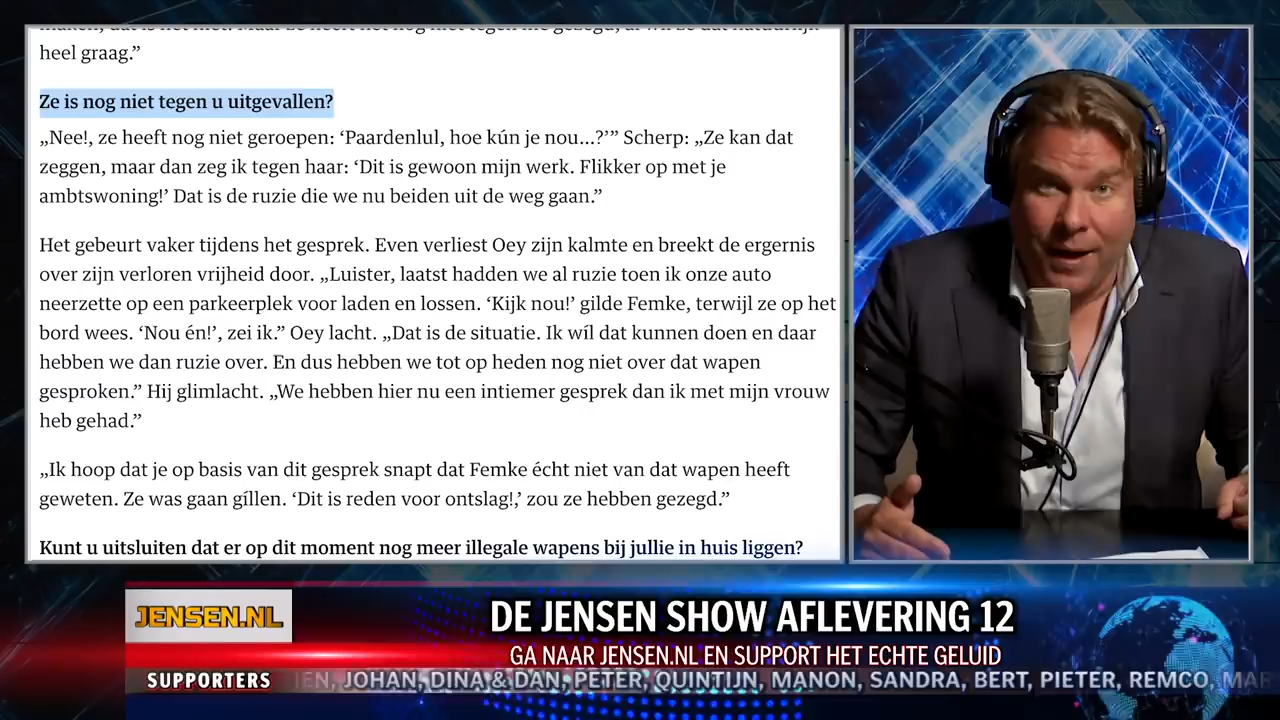 heel graag.”
Ze is nog niet tegen u uitgevallen?
„Nee!, ze heeft nog niet geroepen: ‘Paardenlul, hoe kún je nou...?’” Scherp: „Ze kan dat
zeggen, maar dan zeg ik tegen haar: ‘Dit is gewoon mijn werk. Flikker op met je
ambtswoning!’ Dat is de ruzie die we nu beiden uit de weg gaan.”
Het gebeurt vaker tijdens het gesprek. Even verliest Oey zijn kalmte en breekt de ergernis
over zijn verloren vrijheid door. „Luister, laatst hadden we al ruzie toen ik onze auto
neerzette op een parkeerplek voor laden en lossen. ‘Kijk nou!’ gilde Femke, terwijl ze op het
bord wees. ‘Nou én!’, zei ik.” Oey lacht. „Dat is de situatie. Ik wíl dat kunnen doen en daar
hebben we dan ruzie over. En dus hebben we tot op heden nog niet over dat wapen
gesproken.” Hij glimlacht. „We hebben hier nu een intiemer gesprek dan ik met mijn vrouw
heb gehad.”
„Ik hoop dat je op basis van dit gesprek snapt dat Femke écht niet van dat wapen heeft
geweten. Ze was gaan gíllen. ‘Dit is reden voor ontslag!,’ zou ze hebben gezegd.”
Kunt u uitsluiten dat er op dit moment nog meer illegale wapens bij jullie in huis liggen?
JENSEN.NL
DE JENSEN SHOW AFLEVERING 12
GA NAAR JENSEN.NL EN SUPPORT HET ECHTE GELUID
SUPPORTERS JOHAN, DINA & DAN, PETER, QUINTIJN, MANON, SANDRA, BERT, PIETER, REMCO,